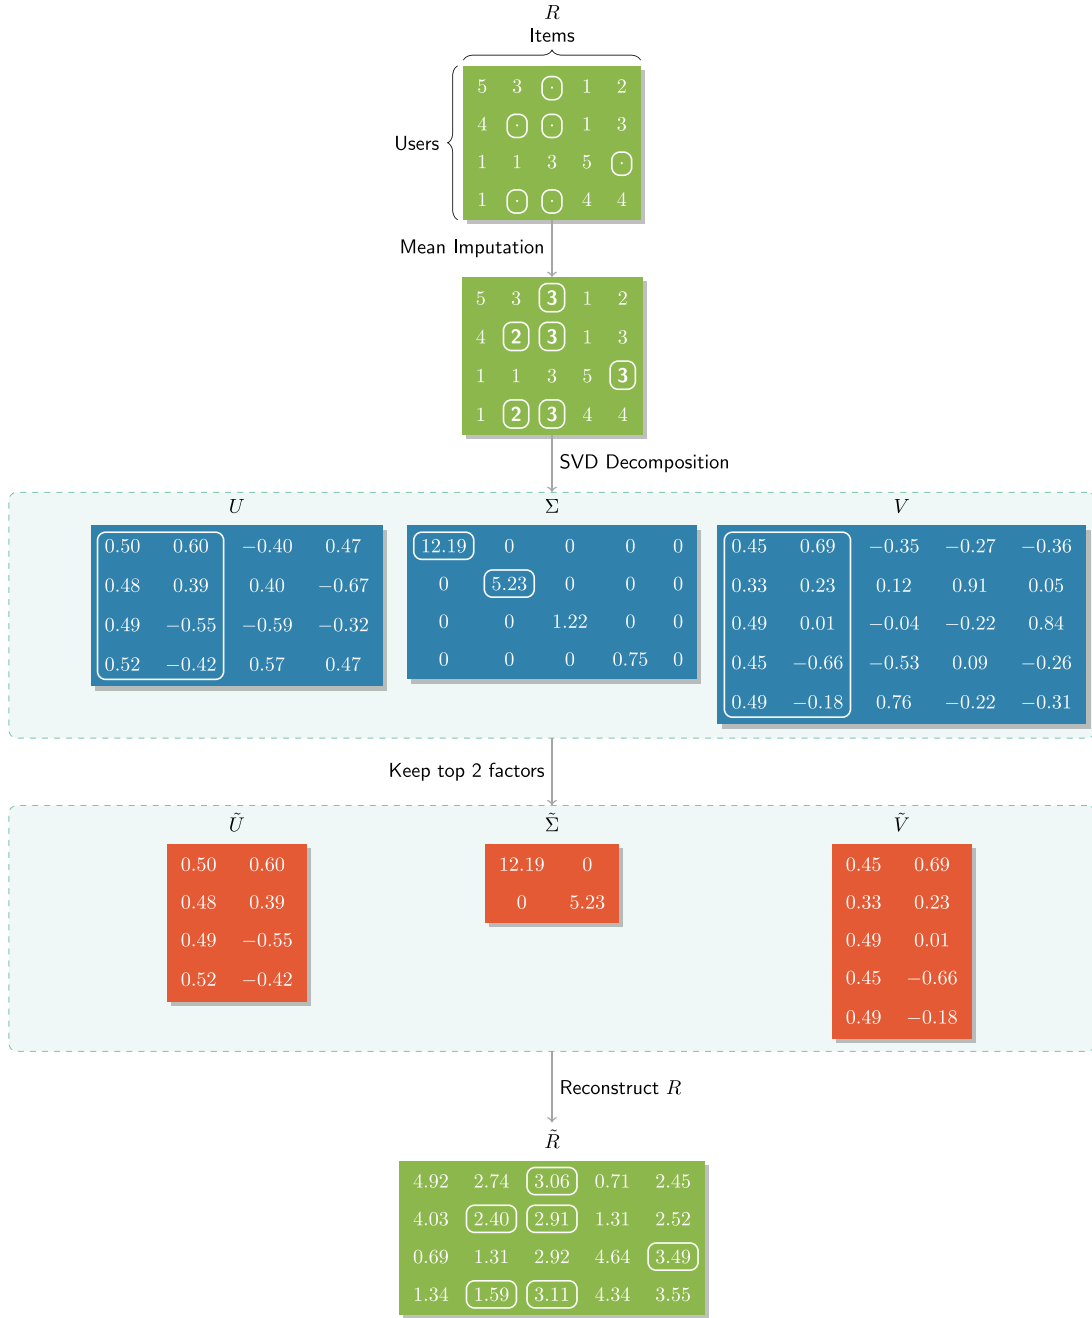 R
Items
Users
5 3 · 1 2
4 · · 1 3
1 1 3 5 ·
1 · · 4 4
Mean Imputation
5 3 3 1 2
4 2 3 1 3
1 1 3 5 3
1 2 3 4 4
SVD Decomposition
U
0.50 0.60 −0.40 0.47
0.48 0.39 0.40 −0.67
0.49 −0.55 −0.59 −0.32
0.52 −0.42 0.57 0.47
Σ
12.19 0 0 0 0
0 5.23 0 0 0
0 0 1.22 0 0
0 0 0 0.75 0
V
0.45 0.69 −0.35 −0.27 −0.36
0.33 0.23 0.12 0.91 0.05
0.49 0.01 −0.04 −0.22 0.84
0.45 −0.66 −0.53 0.09 −0.26
0.49 −0.18 0.76 −0.22 −0.31
Keep top 2 factors
Ũ
0.50 0.60
0.48 0.39
0.49 −0.55
0.52 −0.42
Σ̃
12.19 0
0 5.23
Ṽ
0.45 0.69
0.33 0.23
0.49 0.01
0.45 −0.66
0.49 −0.18
Reconstruct R
R̃
4.92 2.74 3.06 0.71 2.45
4.03 2.40 2.91 1.31 2.52
0.69 1.31 2.92 4.64 3.49
1.34 1.59 3.11 4.34 3.55